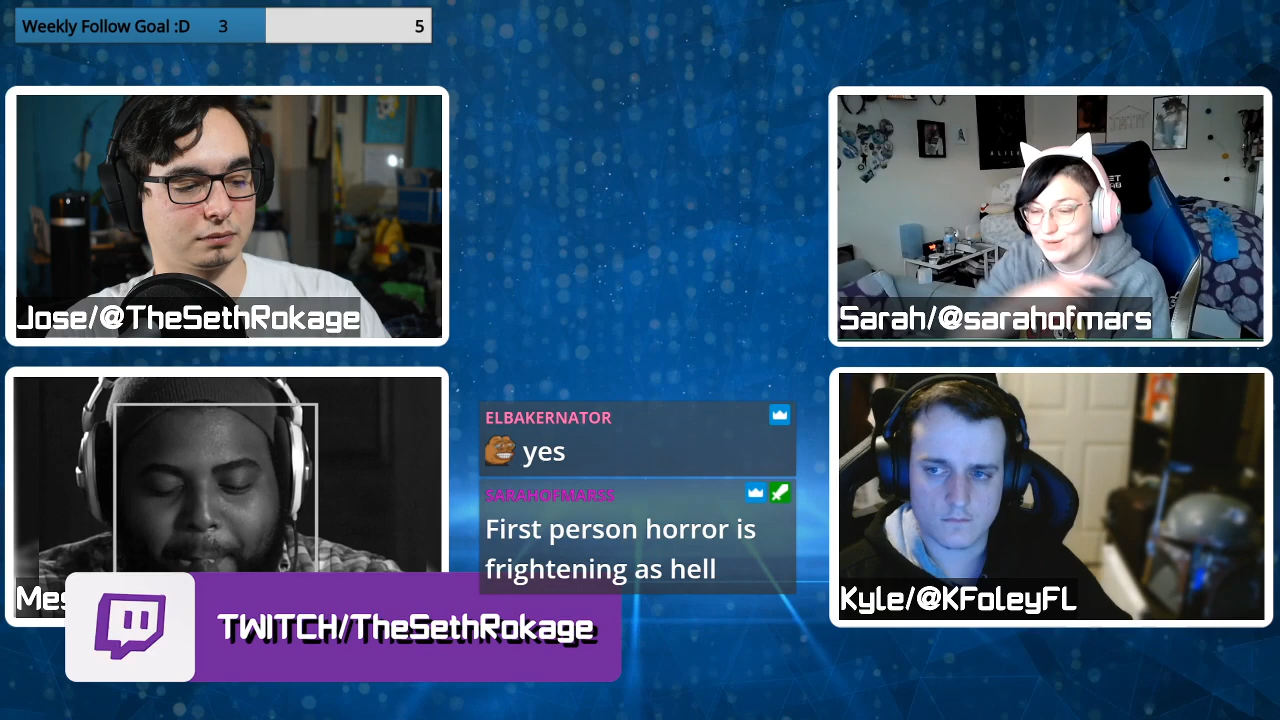 Weekly Follow Goal :D 3 5
Jose/@TheSethRokage
Sarah/@sarahofmars
ELBAKERNATOR
yes
SARAHOFMARSS
First person horror is
frightening as hell
Mes
Kyle/@KFoleyFL
TWITCH/TheSethRokage